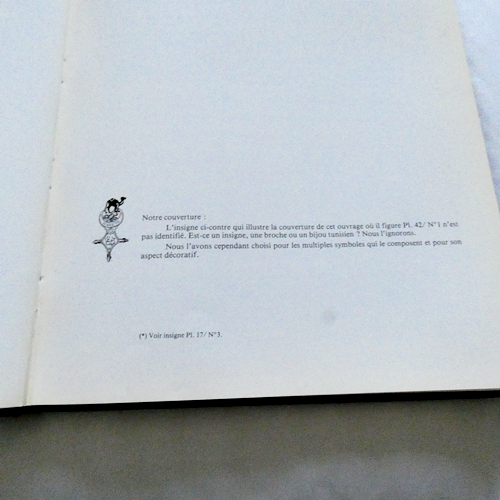 Notre couverture :
L'insigne ci-contre qui illustre la couverture de cet ouvrage où il figure Pl. 42/ N°1 n'est
pas identifié. Est-ce un insigne, une broche ou un bijou tunisien ? Nous l'ignorons.
Nous l'avons cependant choisi pour les multiples symboles qui le composent et pour son
aspect décoratif.
(*) Voir insigne Pl. 17/ N°3.